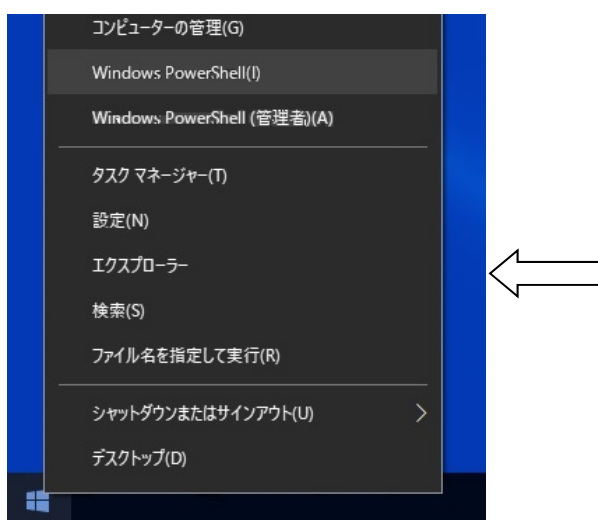 コンピューターの管理(G)
Windows PowerShell(I)
Windows PowerShell (管理者)(A)
タスク マネージャー(T)
設定(N)
エクスプローラー
検索(S)
ファイル名を指定して実行(R)
シャットダウンまたはサインアウト(U)
デスクトップ(D)